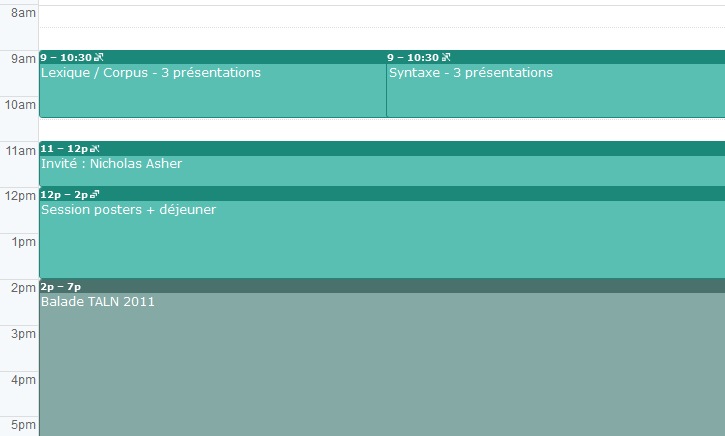 8am
9am
10am
11am
12pm
1pm
2pm
3pm
4pm
5pm
9 – 10:30
Lexique / Corpus - 3 présentations
9 – 10:30
Syntaxe - 3 présentations
11 – 12p
Invité : Nicholas Asher
12p – 2p
Session posters + déjeuner
2p – 7p
Balade TALN 2011